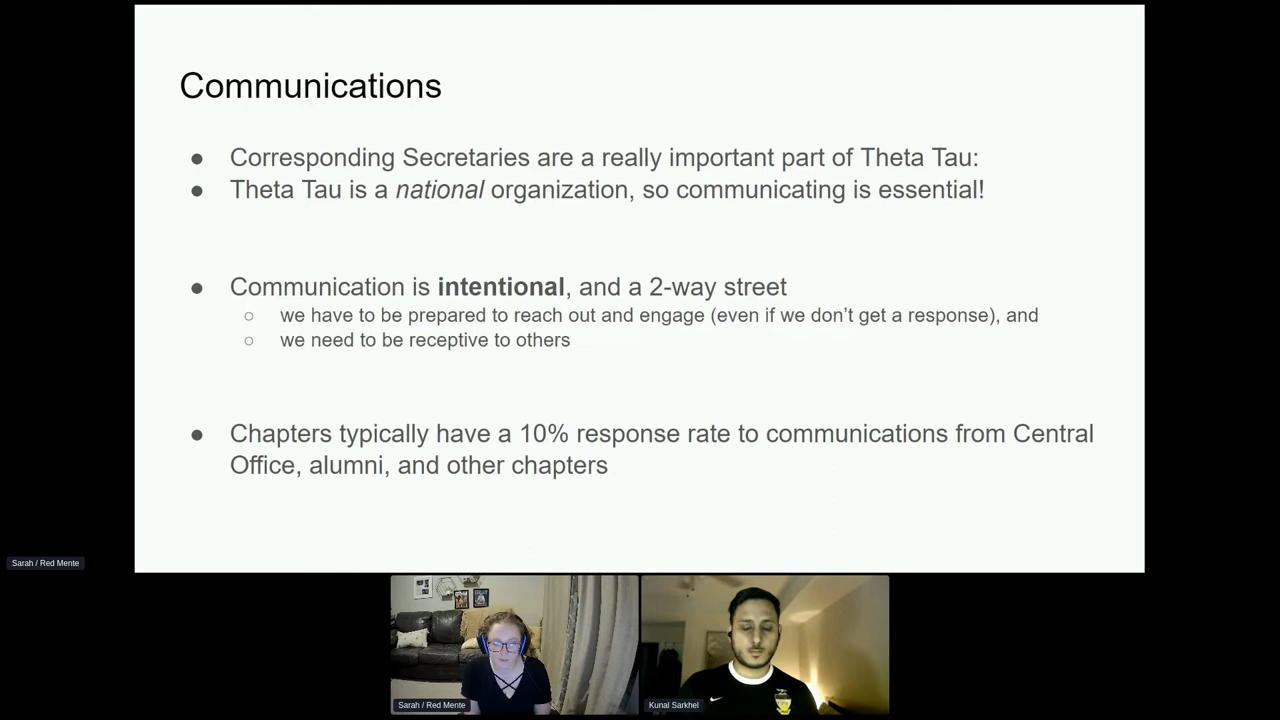 Communications
● Corresponding Secretaries are a really important part of Theta Tau:
● Theta Tau is a national organization, so communicating is essential!
● Communication is intentional, and a 2-way street
○ we have to be prepared to reach out and engage (even if we don’t get a response), and
○ we need to be receptive to others
● Chapters typically have a 10% response rate to communications from Central
Office, alumni, and other chapters
Sarah / Red Mente
Sarah / Red Mente
Kunal Sarkhel